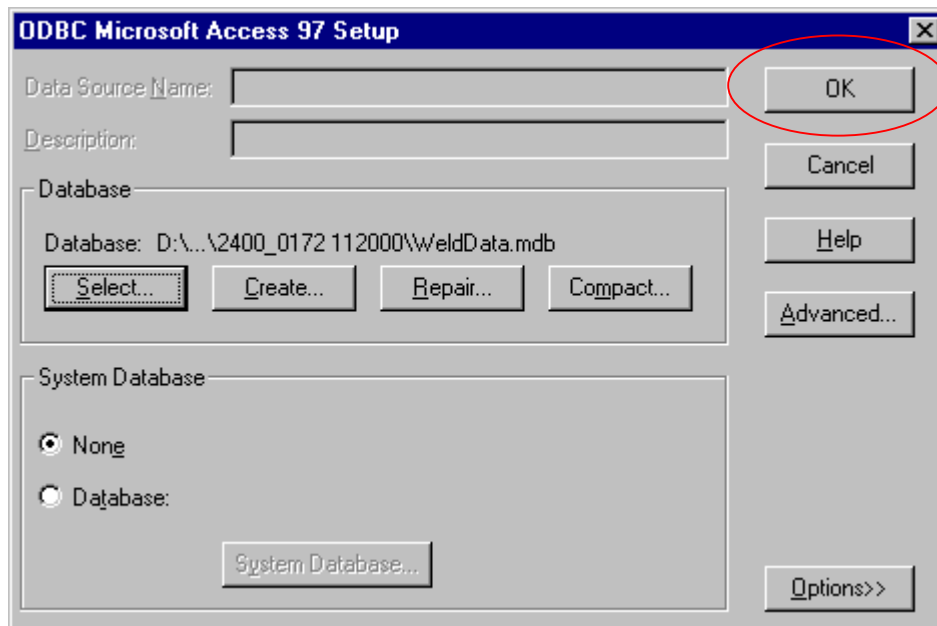 ODBC Microsoft Access 97 Setup
Data Source Name:
OK
Description:
Cancel
Database
Database: D:\...\2400_0172 112000\WeldData.mdb
Help
Select...
Create...
Repair...
Compact...
Advanced...
System Database
None
Database:
System Database...
Options>>